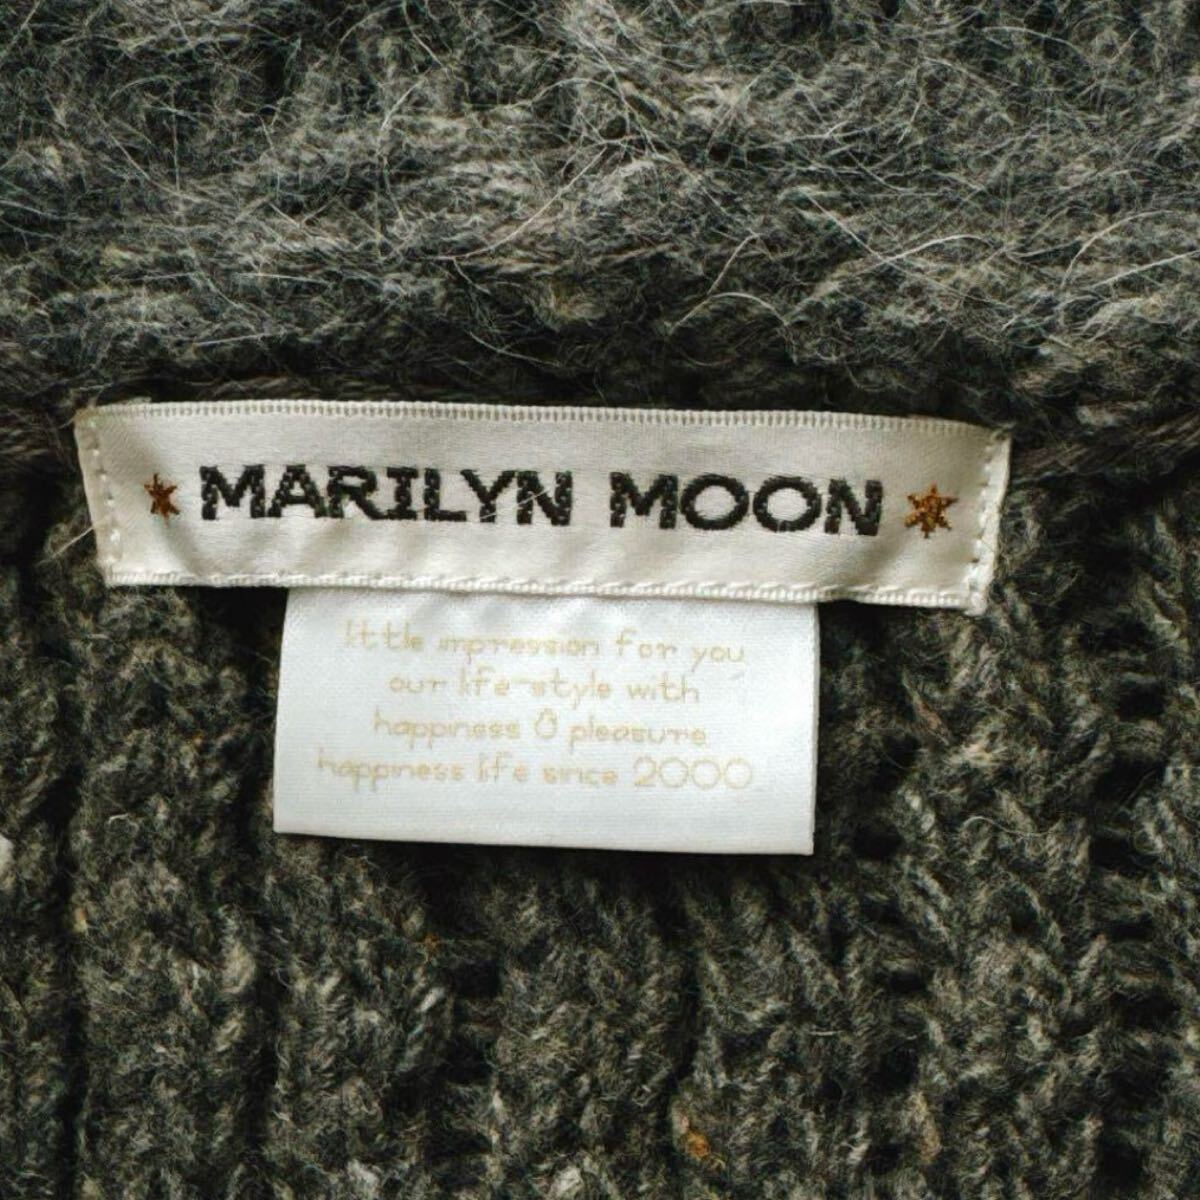 MARILYN MOON
little impression for you
our life-style with
happiness & pleasure
happiness life since 2000